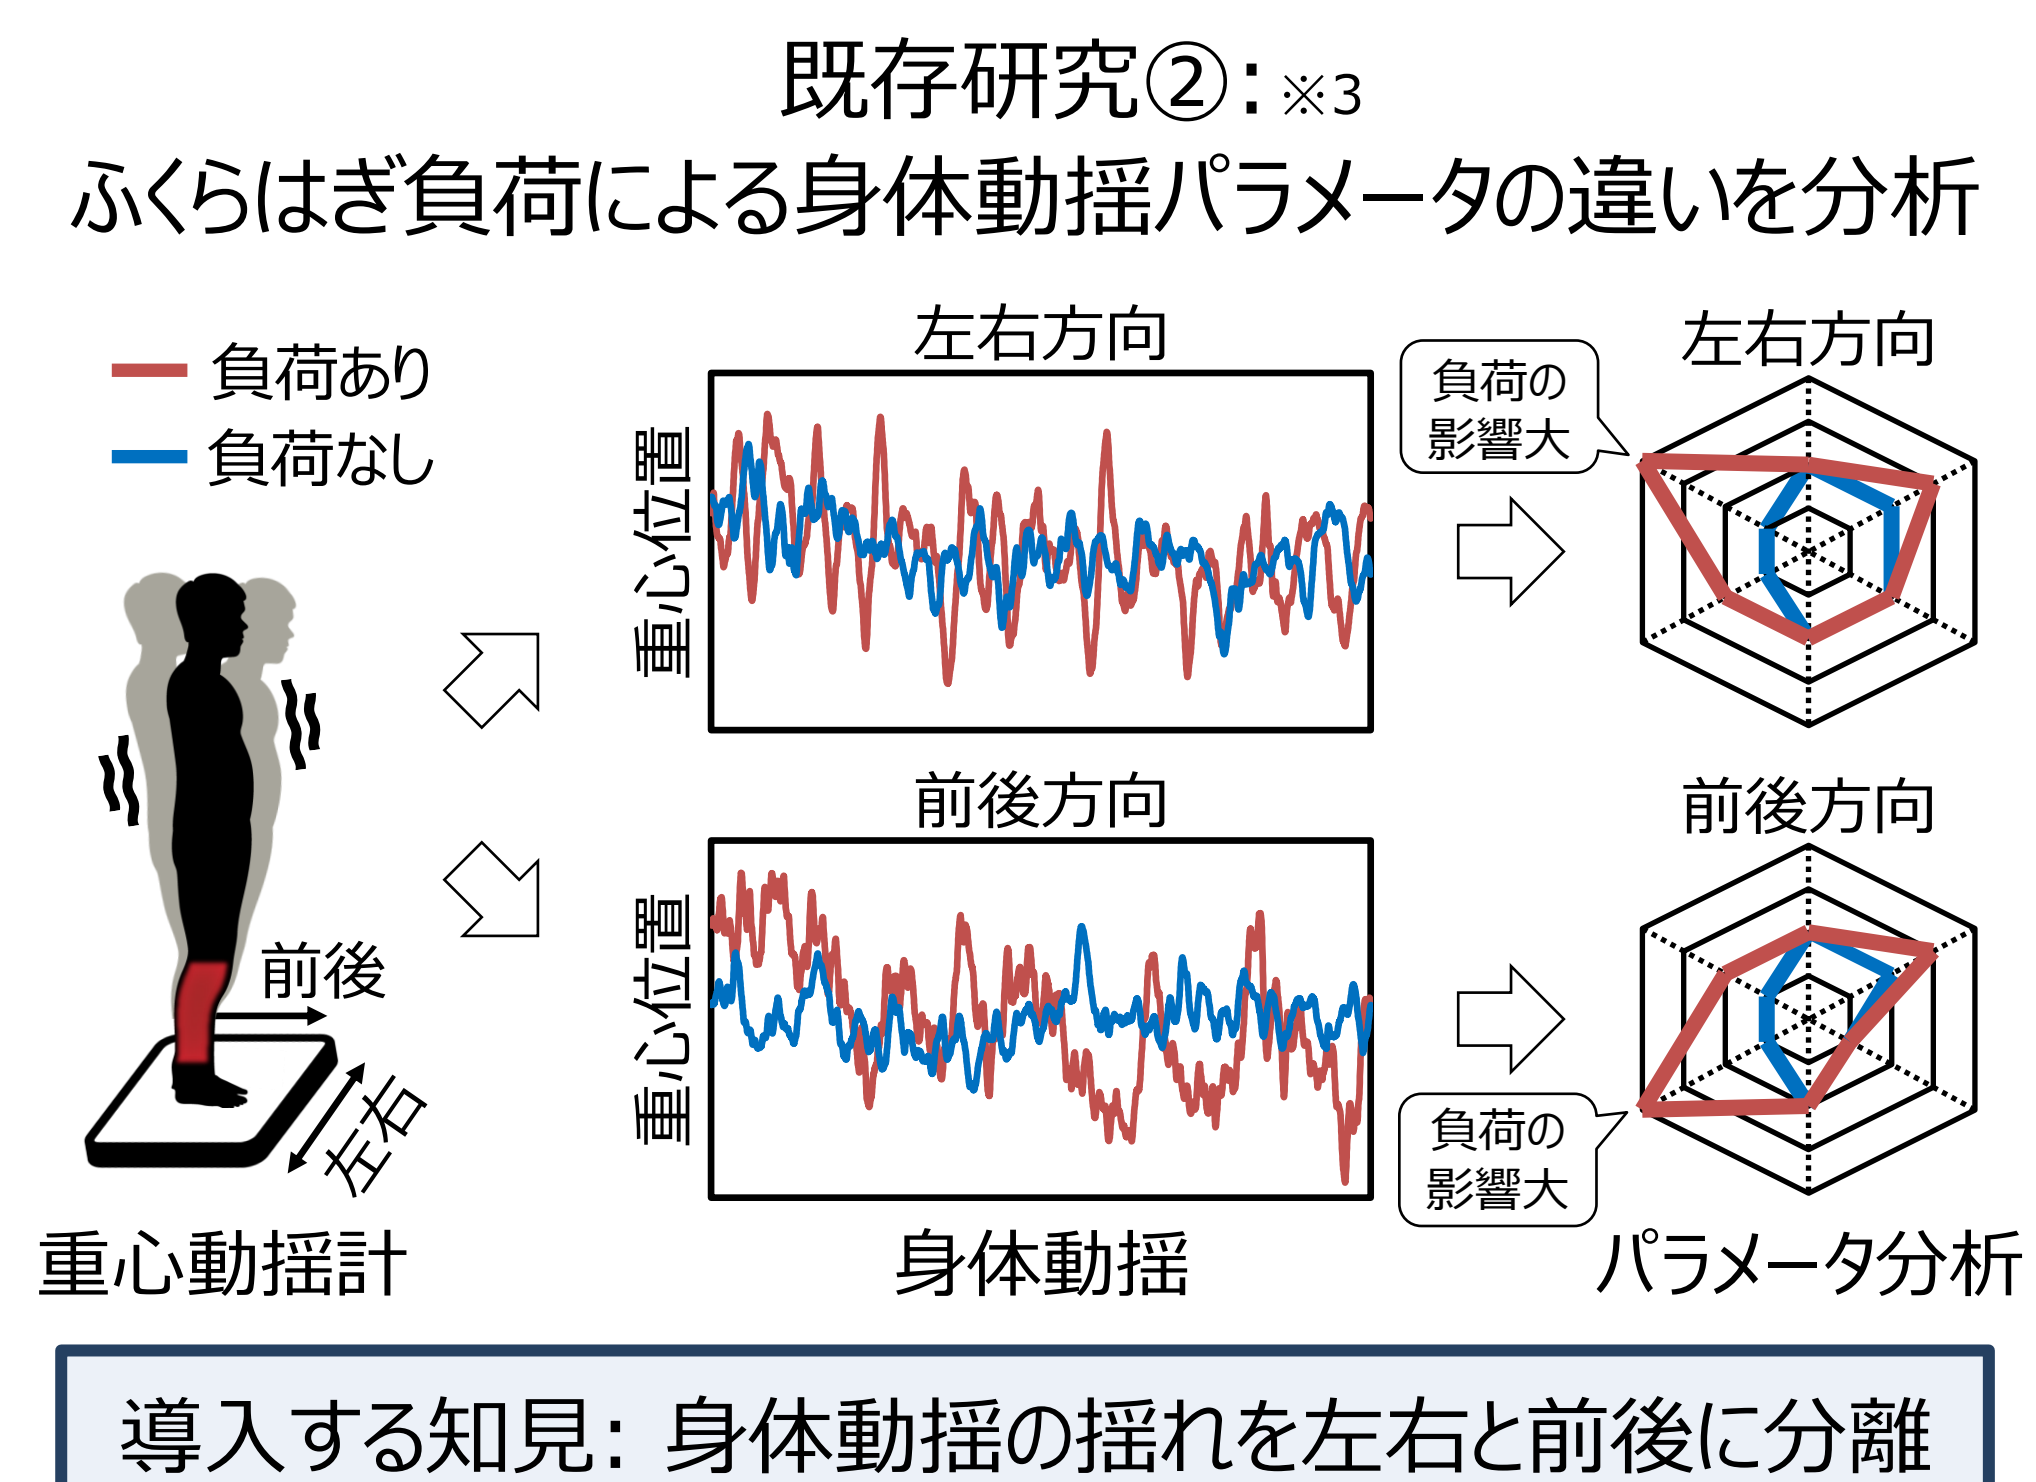 既存研究②：※3
ふくらはぎ負荷による身体動揺パラメータの違いを分析
負荷あり
負荷なし
左右方向
重心位置
負荷の
影響大
左右方向
前後方向
重心位置
前後方向
負荷の
影響大
前後
左右
重心動揺計
身体動揺
パラメータ分析
導入する知見：身体動揺の揺れを左右と前後に分離